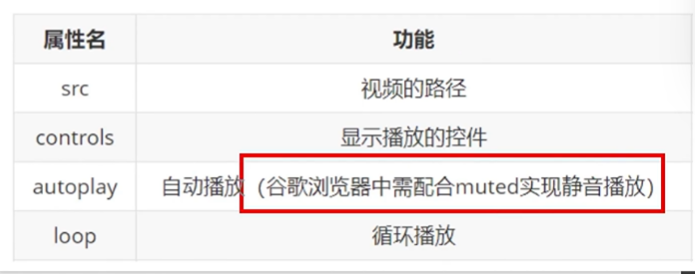 属性名 功能
src 视频的路径
controls 显示播放的控件
autoplay 自动播放（谷歌浏览器中需配合muted实现静音播放）
loop 循环播放